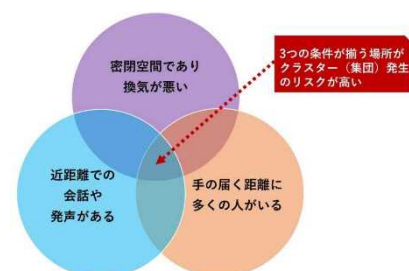 密閉空間であり
換気が悪い
3つの条件が揃う場所が
クラスター（集団）発生
のリスクが高い
近距離での
会話や
発声がある
手の届く距離に
多くの人がいる